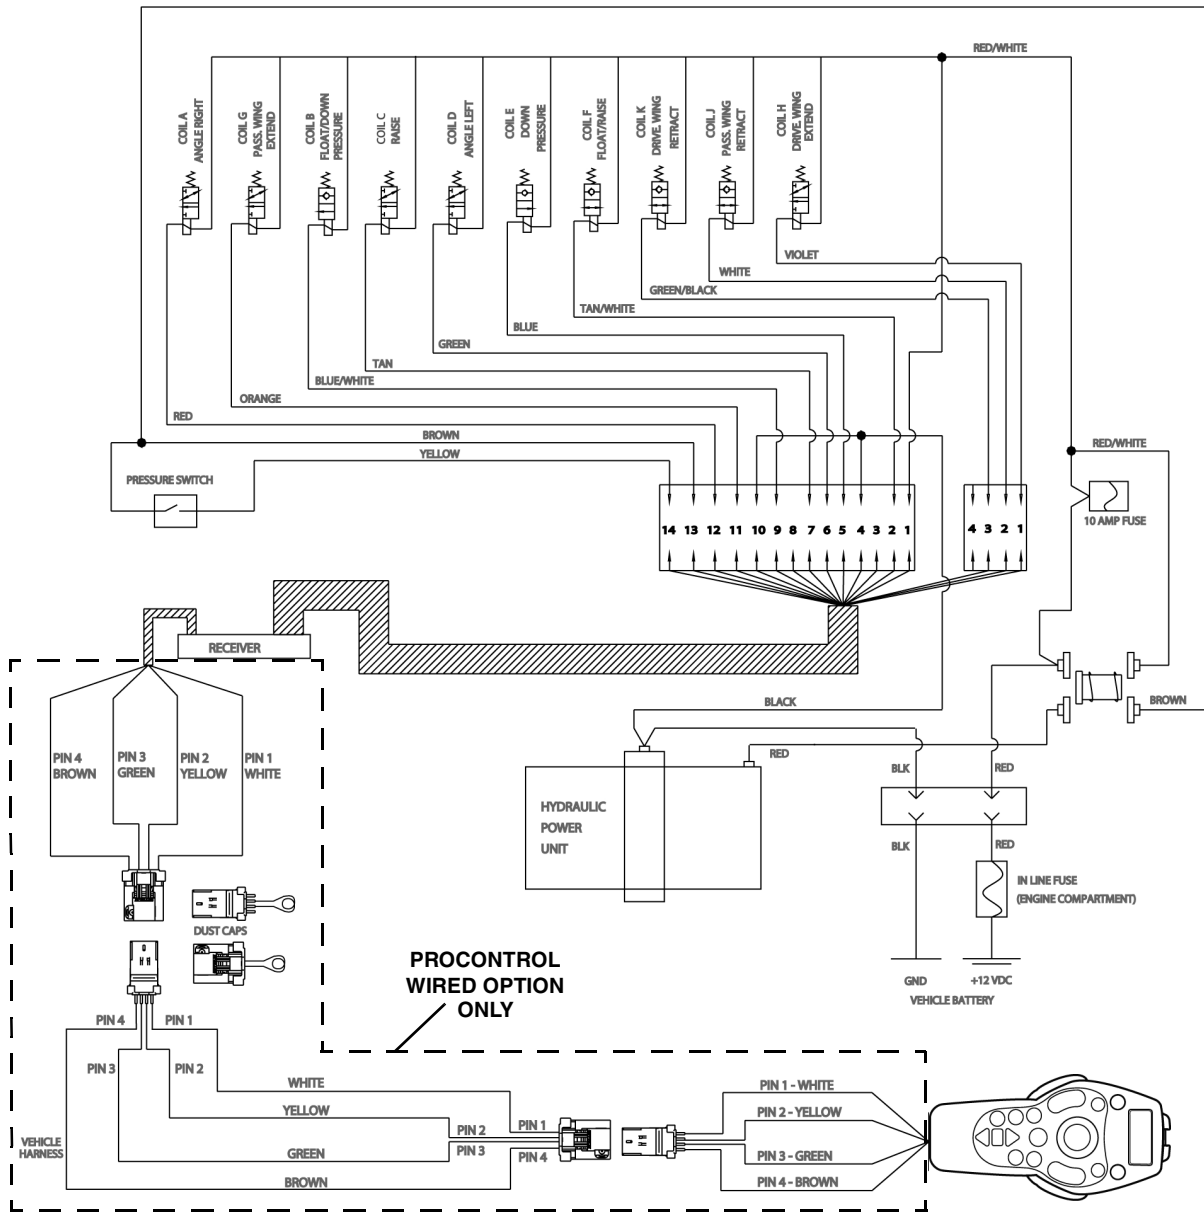 RED/WHITE
COIL A
ANGLE RIGHT
COIL G
PASS. WING
EXTEND
COIL B
FLOAT/DOWN
PRESSURE
COIL C
RAISE
COIL D
ANGLE LEFT
COIL E
DOWN
PRESSURE
COIL F
FLOAT/RAISE
COIL K
DRIVE. WING
RETRACT
COIL J
PASS. WING
RETRACT
COIL H
DRIVE. WING
EXTEND
VIOLET
WHITE
GREEN/BLACK
TAN/WHITE
BLUE
GREEN
TAN
BLUE/WHITE
ORANGE
RED
BROWN
YELLOW
RED/WHITE
PRESSURE SWITCH
14 13 12 11 10 9 8 7 6 5 4 3 2 1
4 3 2 1
10 AMP FUSE
RECEIVER
BLACK
BROWN
RED
PIN 4
BROWN
PIN 3
GREEN
PIN 2
YELLOW
PIN 1
WHITE
BLK
RED
HYDRAULIC
POWER
UNIT
BLK
RED
IN LINE FUSE
(ENGINE COMPARTMENT)
DUST CAPS
PROCONTROL
WIRED OPTION
ONLY
GND
+12 VDC
VEHICLE BATTERY
PIN 4
PIN 1
PIN 3
PIN 2
WHITE
YELLOW
GREEN
BROWN
VEHICLE
HARNESS
PIN 1
PIN 2
PIN 3
PIN 4
PIN 1 - WHITE
PIN 2 - YELLOW
PIN 3 - GREEN
PIN 4 - BROWN